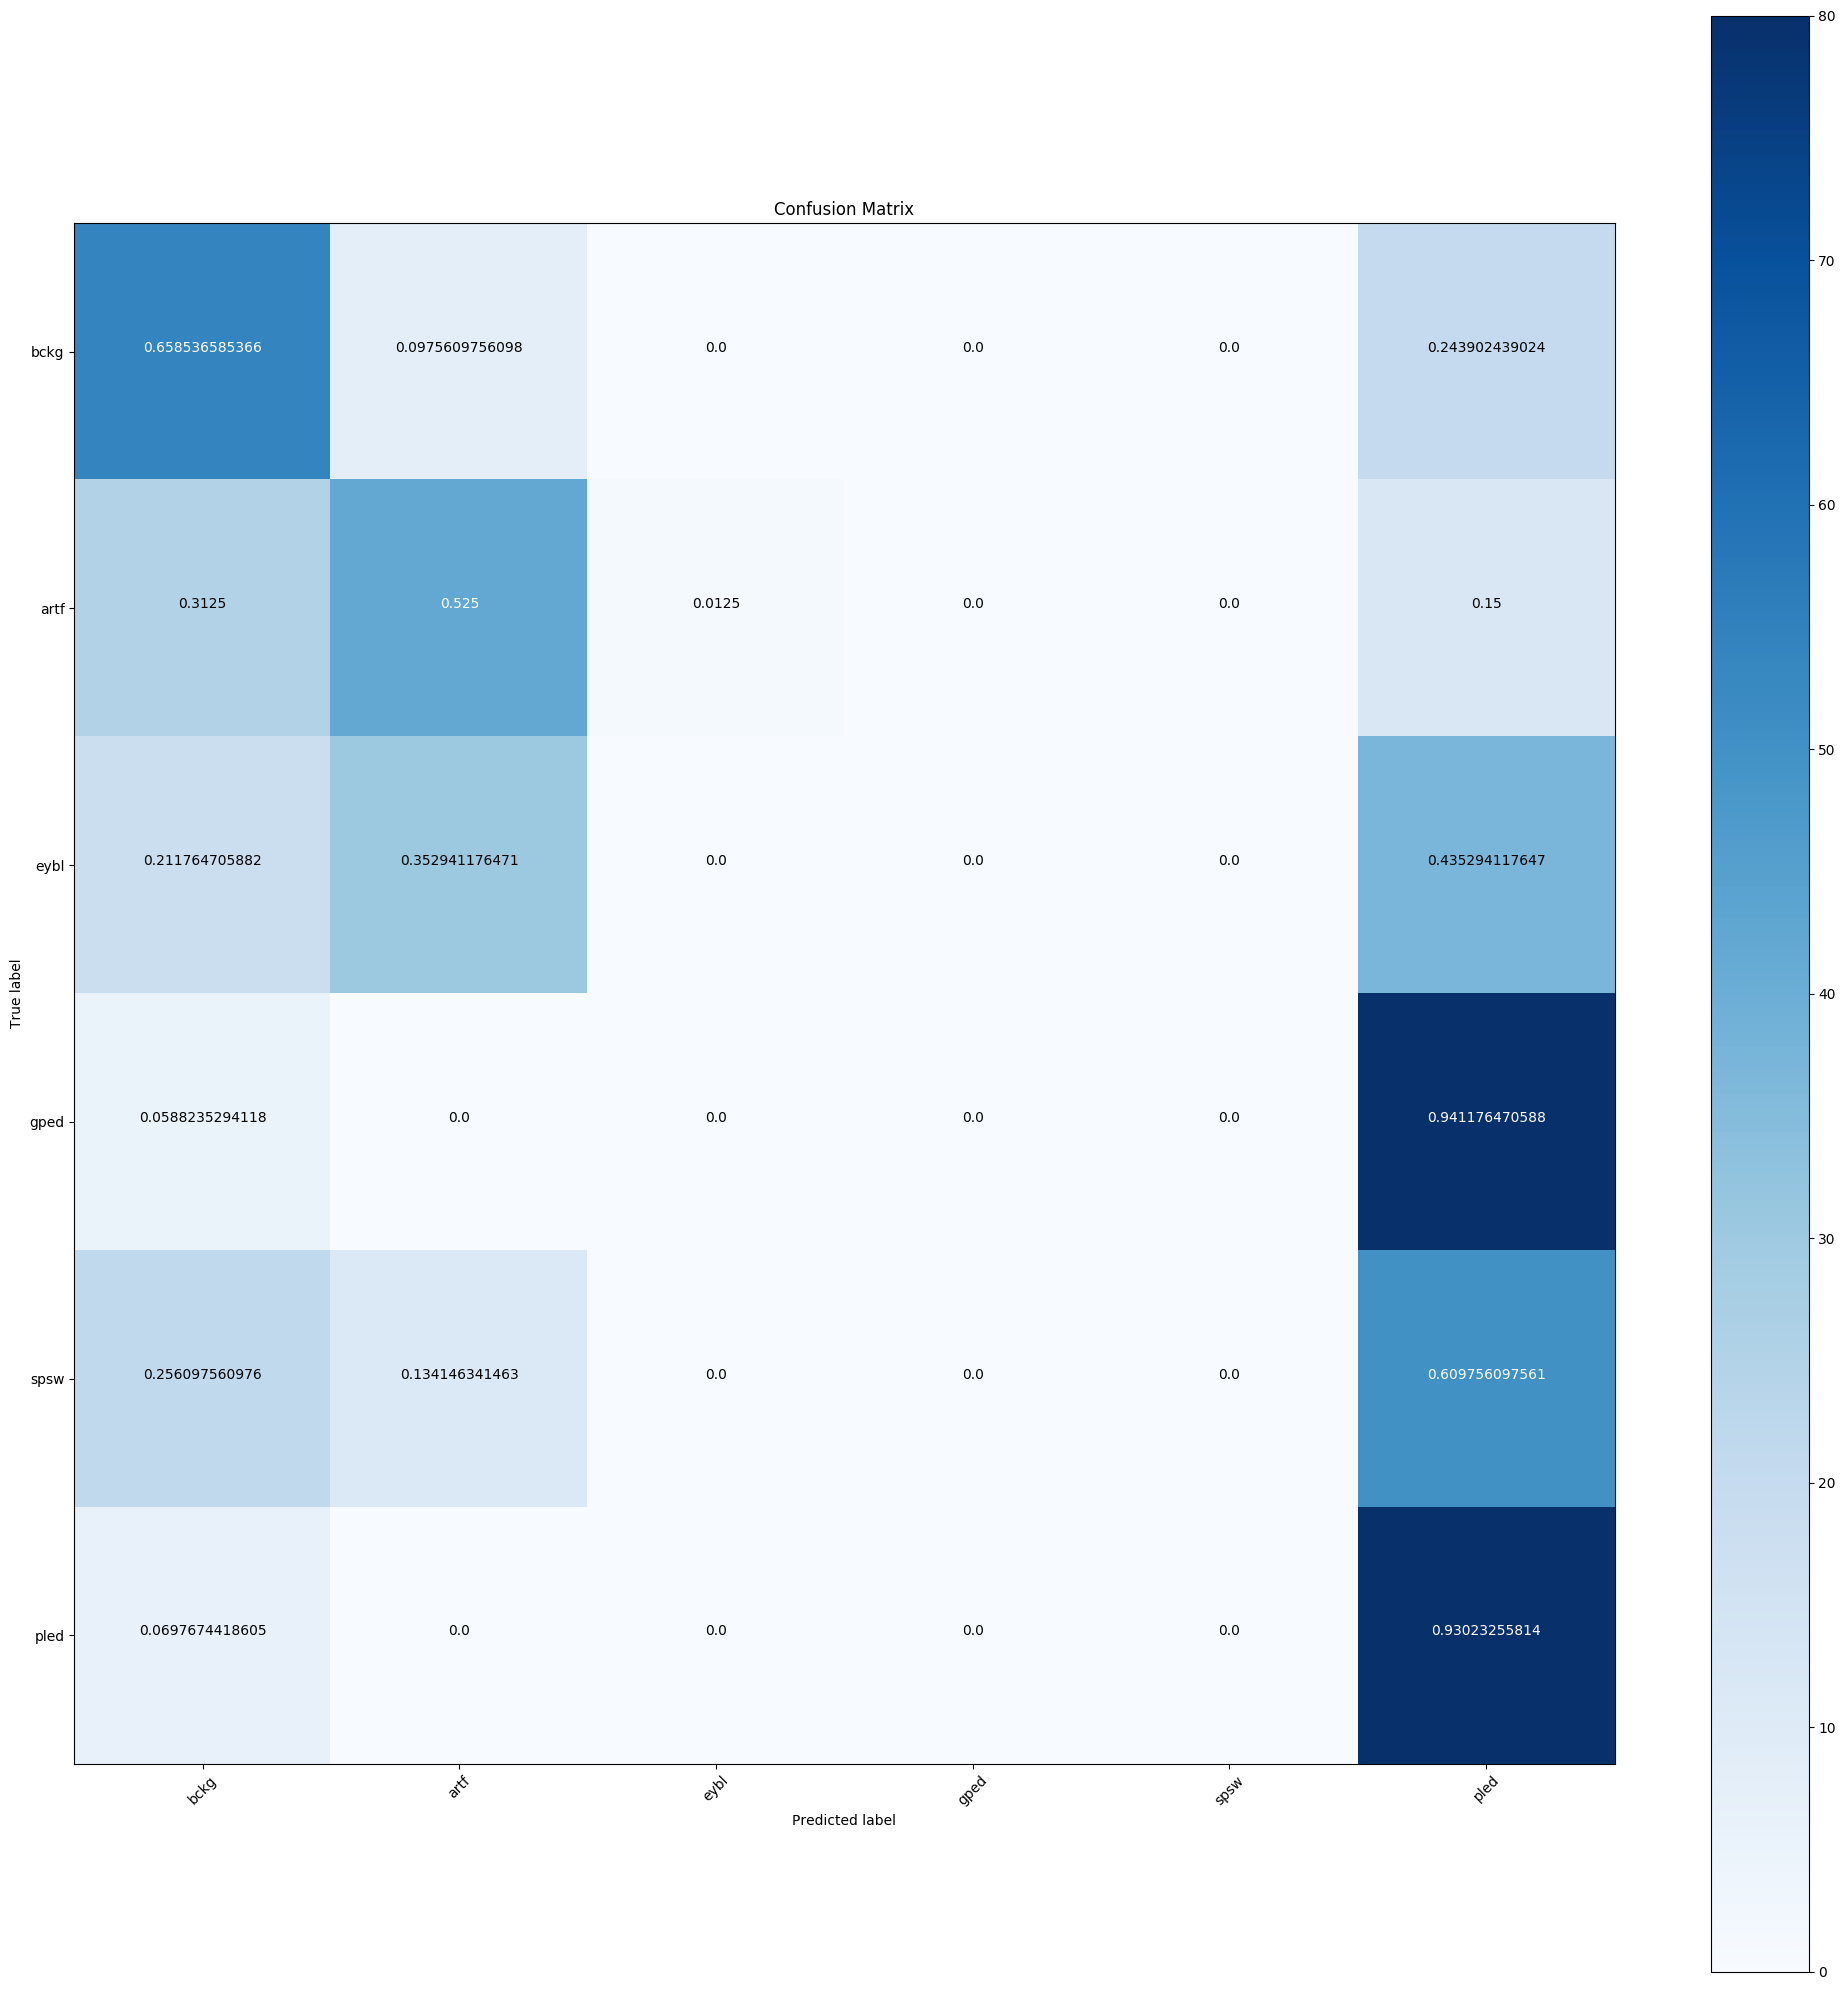 Confusion Matrix
bckg 0.658536585366 0.0975609756098 0.0 0.0 0.0 0.243902439024
artf 0.3125 0.525 0.0125 0.0 0.0 0.15
eybl 0.211764705882 0.352941176471 0.0 0.0 0.0 0.435294117647
gped 0.0588235294118 0.0 0.0 0.0 0.0 0.941176470588
spsw 0.256097560976 0.134146341463 0.0 0.0 0.0 0.609756097561
pled 0.0697674418605 0.0 0.0 0.0 0.0 0.93023255814
True label
bckg artf eybl gped spsw pled
Predicted label
80
70
60
50
40
30
20
10
0